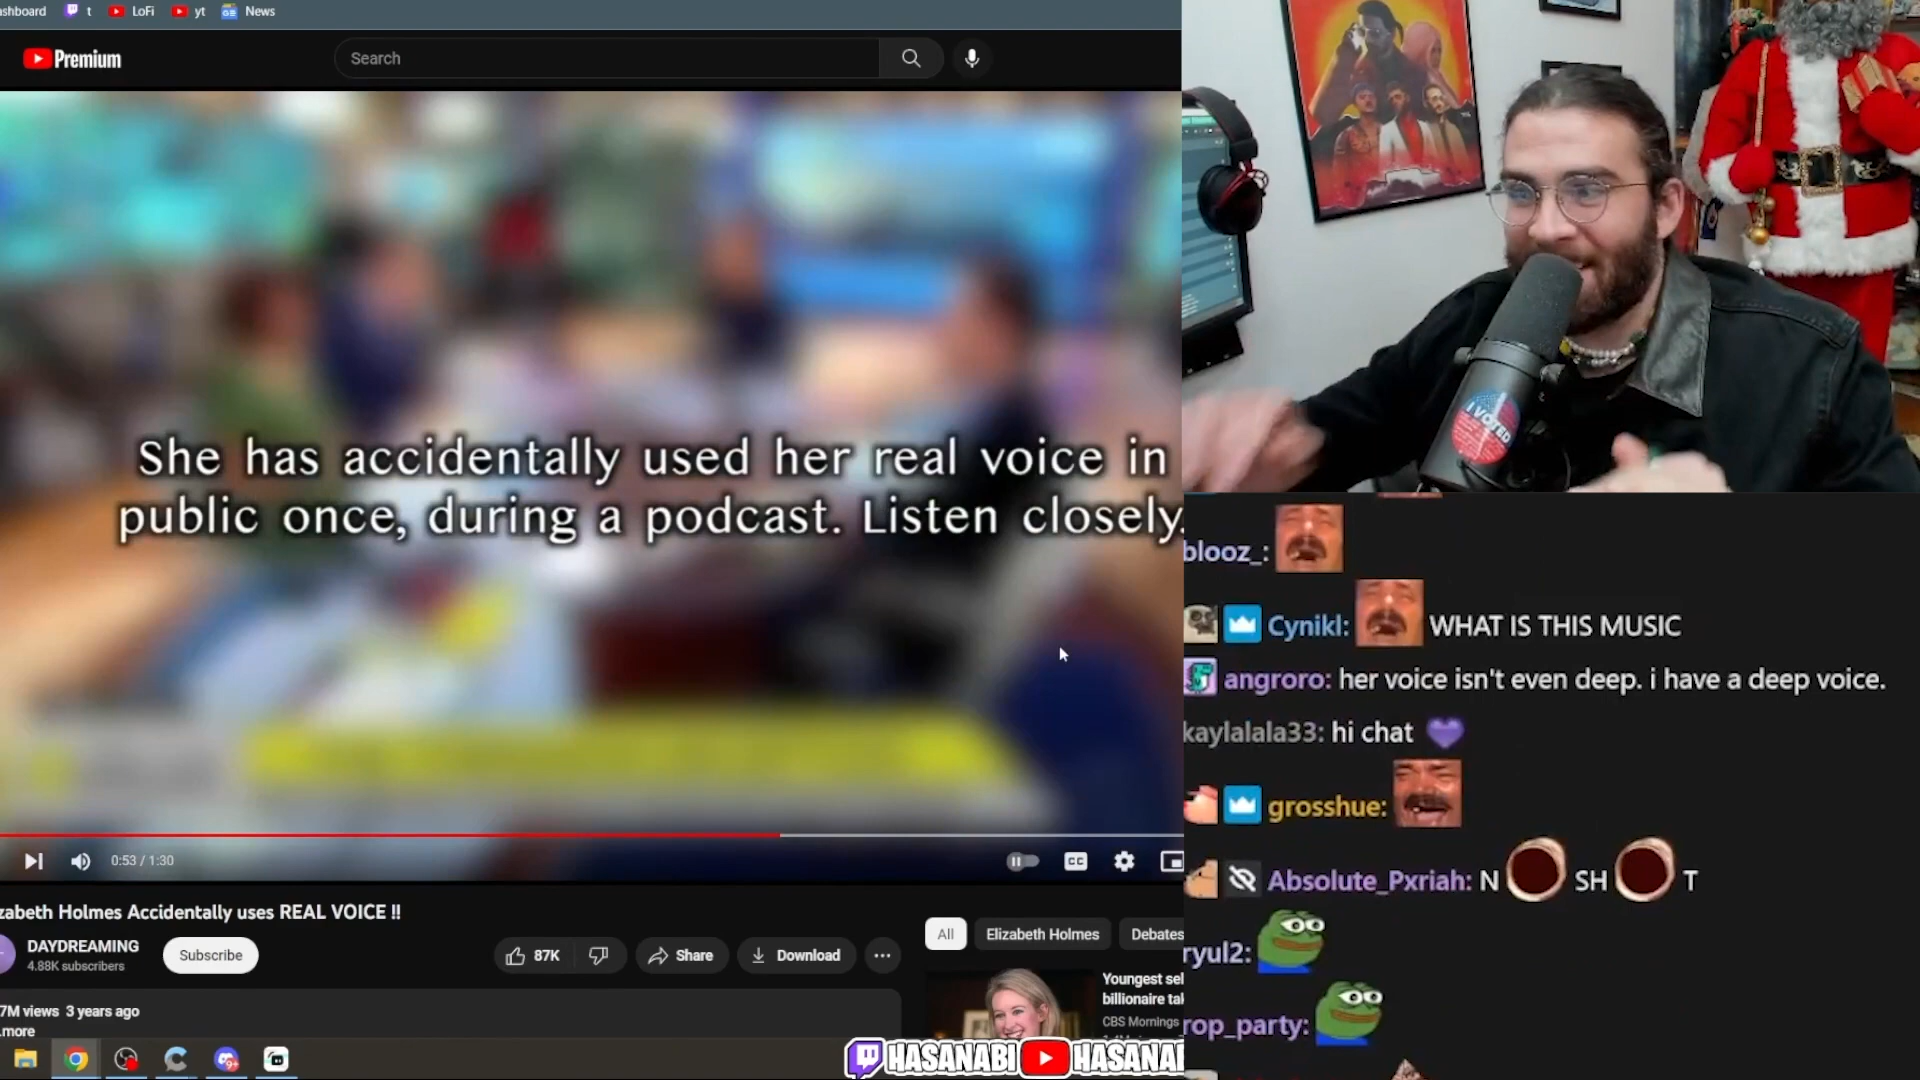 ashboard
t
LoFi
yt
GE
News
Premium
Search
She has accidentally used her real voice in
public once, during a podcast. Listen closely.
0:53 / 1:30
CC
zabeth Holmes Accidentally uses REAL VOICE !!
DAYDREAMING
4.88K subscribers
Subscribe
87K
Share
Download
7M views 3 years ago
.more
All
Elizabeth Holmes
Debates
Youngest sel
billionaire tal
CBS Mornings
HASANABI
HASANAI
I VOTED
blooz_:
Cynikl: WHAT IS THIS MUSIC
angroro: her voice isn't even deep. i have a deep voice.
kaylalala33: hi chat
grosshue:
Absolute_Pxriah: N SH T
ryul2:
rop_party: